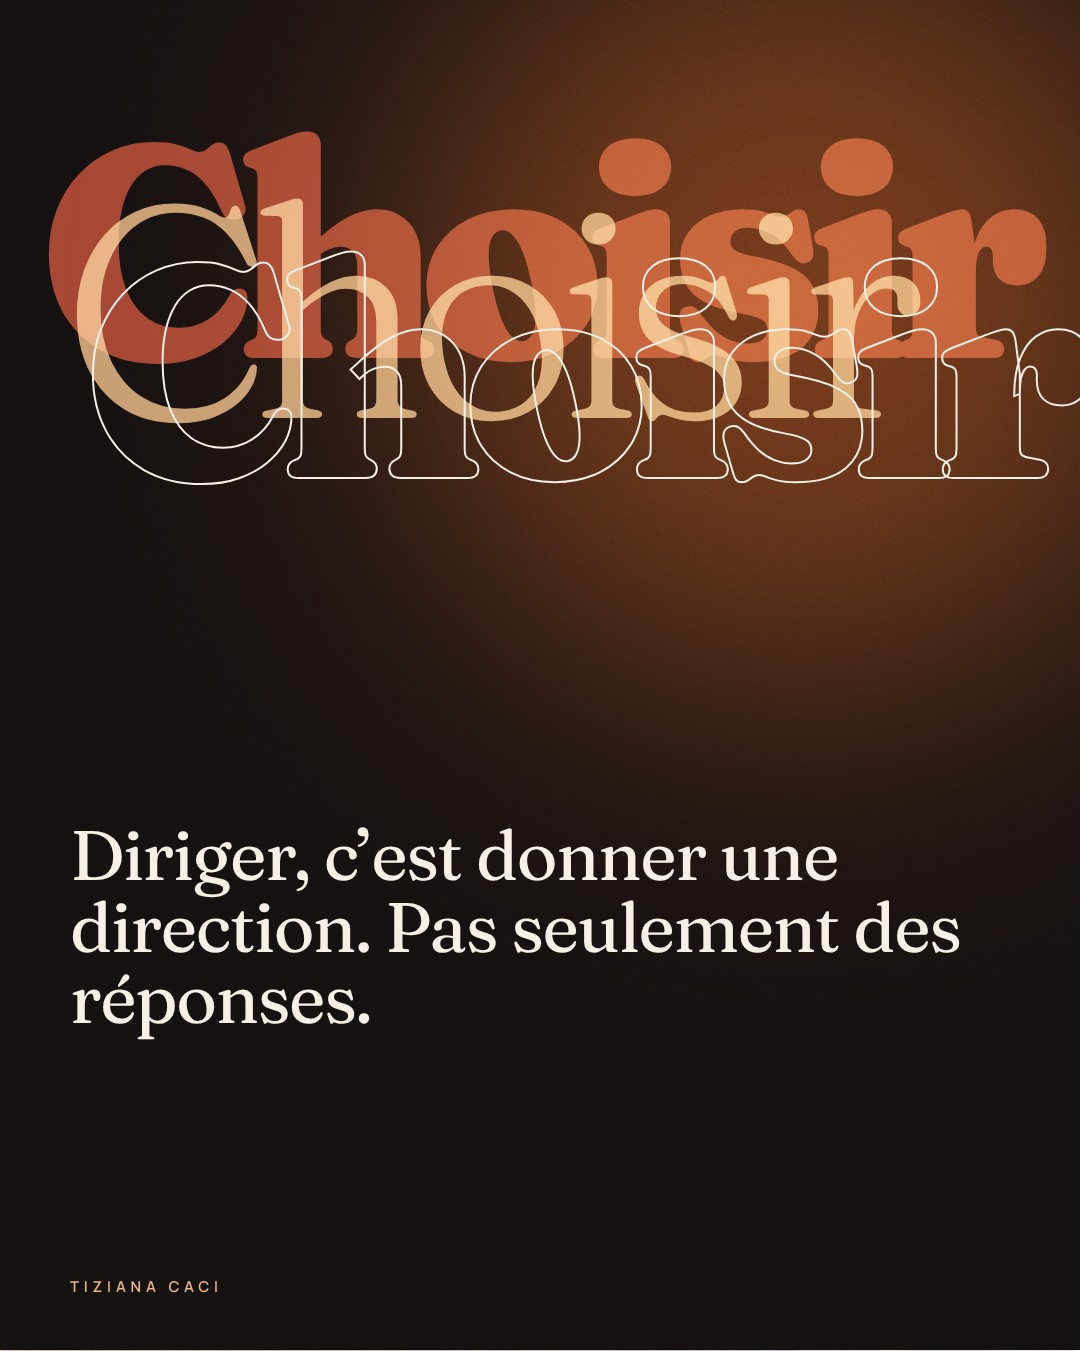 Choisir
Choisir
Choisir
Diriger, c’est donner une
direction. Pas seulement des
réponses.
TIZIANA CACI